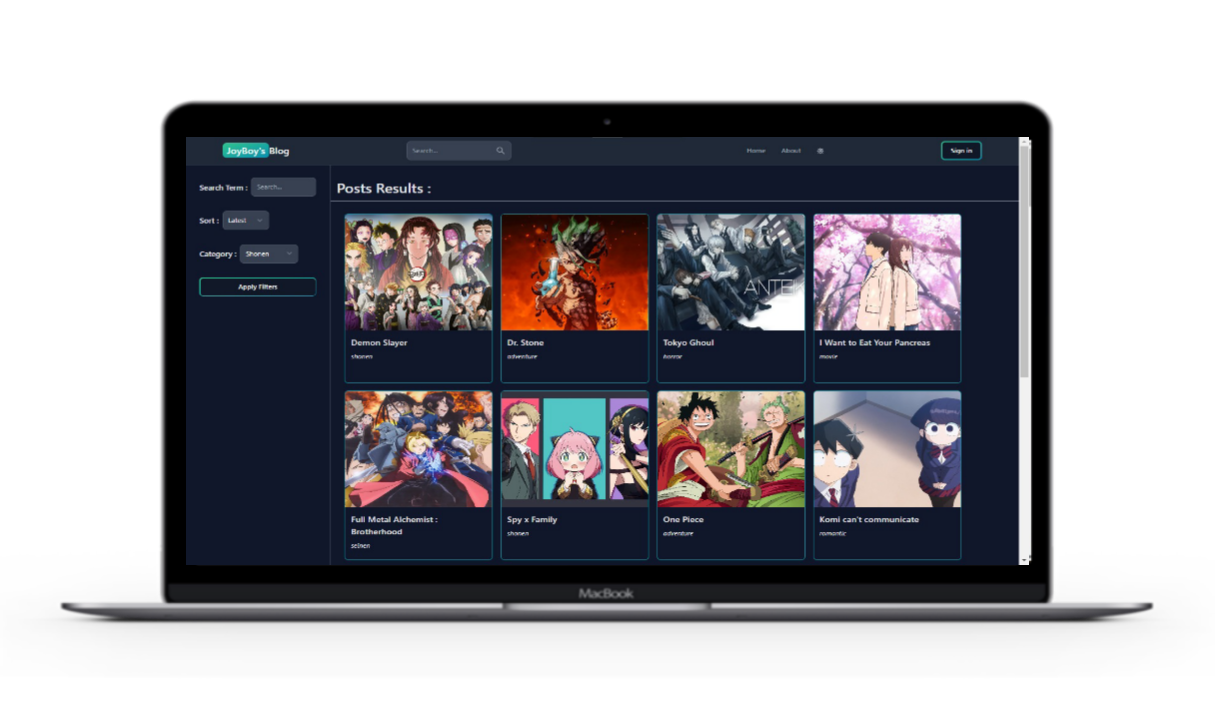 JoyBoy's Blog
Search...
Home About
Sign in
Search Term : Search...
Sort : Latest
Category : Shonen
Apply Filters
Posts Results :
ANTE
Demon Slayer
shonen
Dr. Stone
adventure
Tokyo Ghoul
horror
I Want to Eat Your Pancreas
movie
Full Metal Alchemist :
Brotherhood
seinen
Spy x Family
shonen
One Piece
adventure
Komi can't communicate
romantic
MacBook